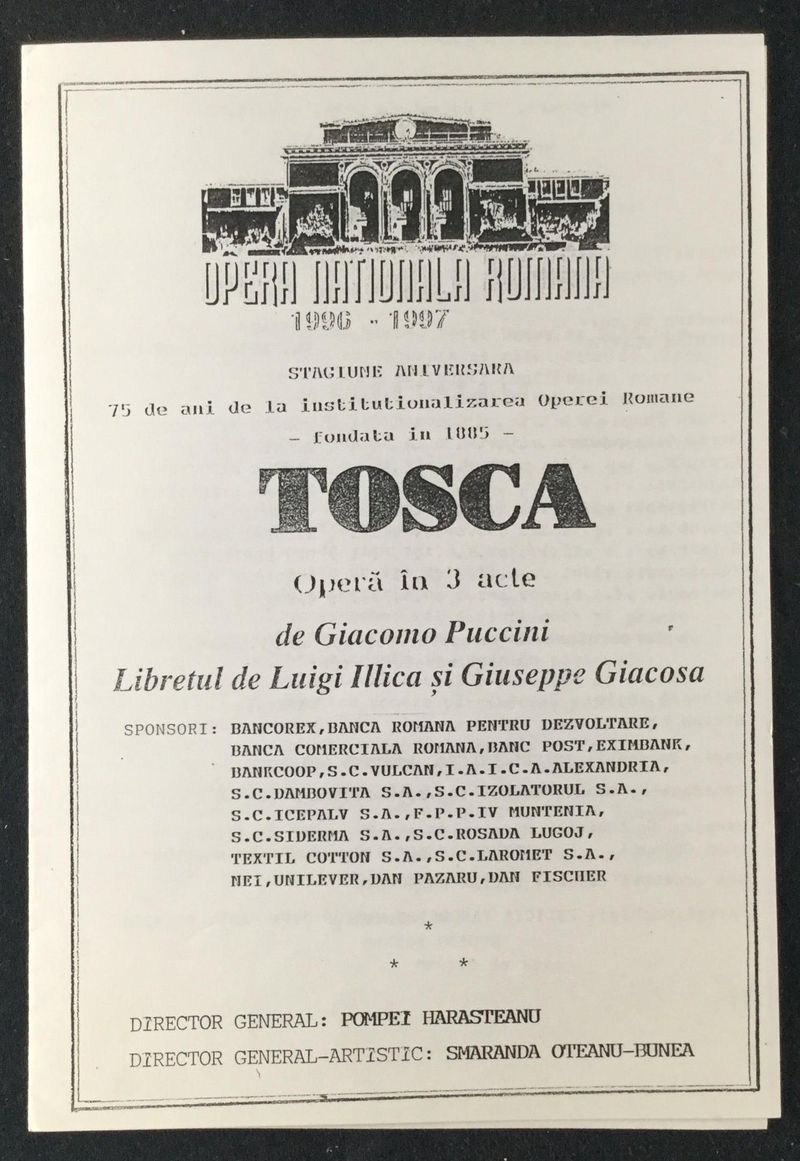 OPERA NATIONALA ROMANA
1996 - 1997
STAGIUNE ANIVERSARA
75 de ani de la institutionalizarea Operei Romane
- fondata in 1885 -
TOSCA
Operă în 3 acte
de Giacomo Puccini
Libretul de Luigi Illica și Giuseppe Giacosa
SPONSORI: BANCOREX,BANCA ROMANA PENTRU DEZVOLTARE,
BANCA COMERCIALA ROMANA,BANC POST,EXIMBANK,
BANKCOOP,S.C.VULCAN,I.A.I.C.A.ALEXANDRIA,
S.C.DAMBOVITA S.A.,S.C.IZOLATORUL S.A.,
S.C.ICEPALV S.A.,F.P.P.IV MUNTENIA,
S.C.SIDERMA S.A.,S.C.ROSADA LUGOJ,
TEXTIL COTTON S.A.,S.C.LAROMET S.A.,
NEI,UNILEVER,DAN PAZARU,DAN FISCHER
*
* *
DIRECTOR GENERAL: POMPEI HARASTEANU
DIRECTOR GENERAL-ARTISTIC: SMARANDA OTEANU-BUNEA